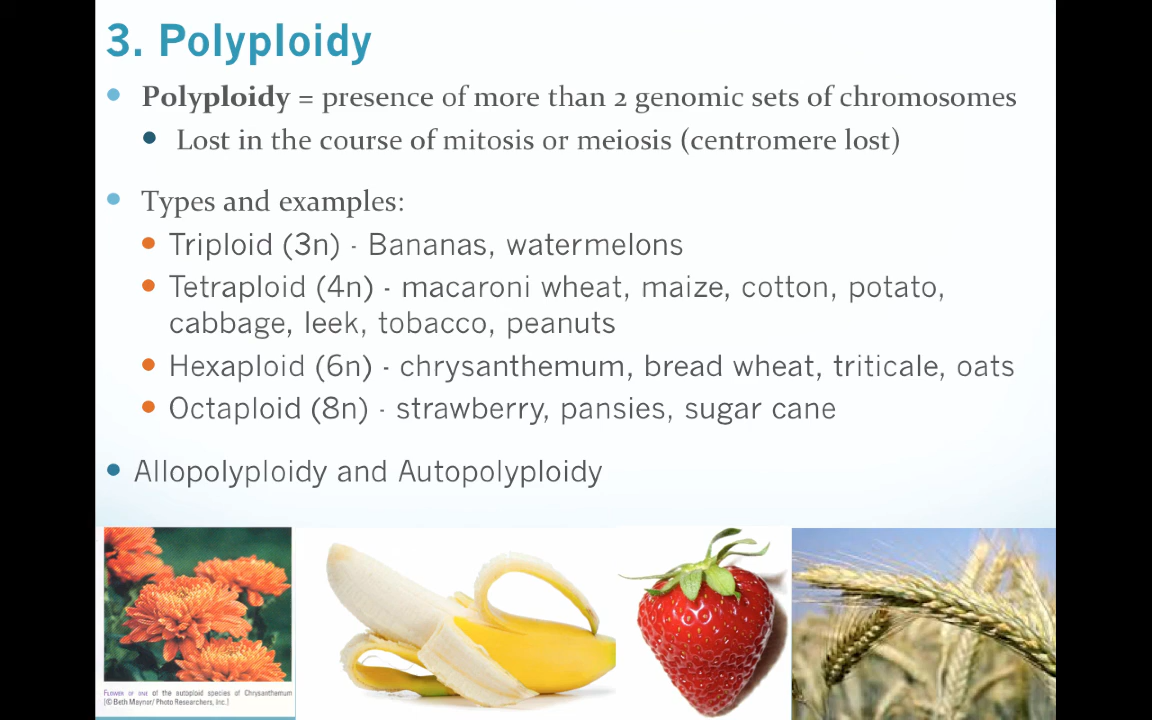 3. Polyploidy
Polyploidy = presence of more than 2 genomic sets of chromosomes
Lost in the course of mitosis or meiosis (centromere lost)
Types and examples:
Triploid (3n) - Bananas, watermelons
Tetraploid (4n) - macaroni wheat, maize, cotton, potato,
cabbage, leek, tobacco, peanuts
Hexaploid (6n) - chrysanthemum, bread wheat, triticale, oats
Octaploid (8n) - strawberry, pansies, sugar cane
Allopolyploidy and Autopolyploidy
FLOWER OF ONE of the autoploid species of Chrysanthemum
[© Beth Maynor/ Photo Researchers, Inc.]